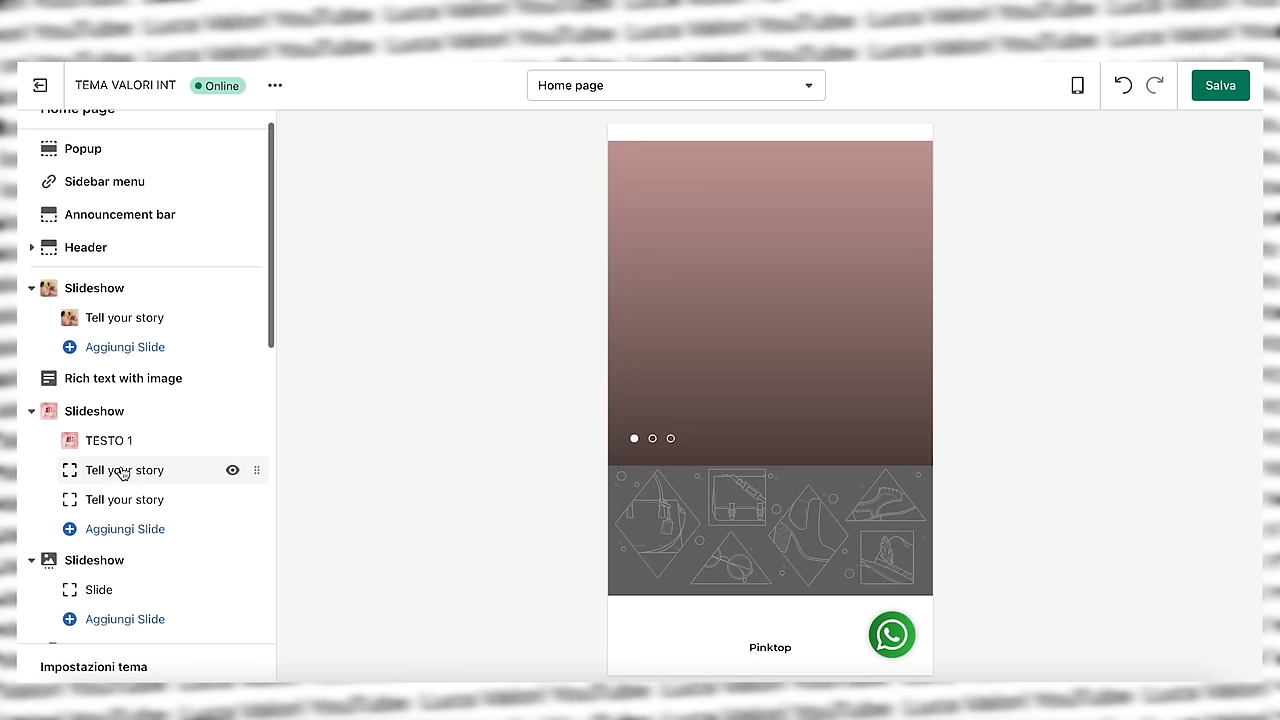 TEMA VALORI INT
Online
Home page
Salva
Home page
Popup
Sidebar menu
Announcement bar
Header
Slideshow
Tell your story
Aggiungi Slide
Rich text with image
Slideshow
TESTO 1
Tell your story
Tell your story
Aggiungi Slide
Slideshow
Slide
Aggiungi Slide
Impostazioni tema
Pinktop